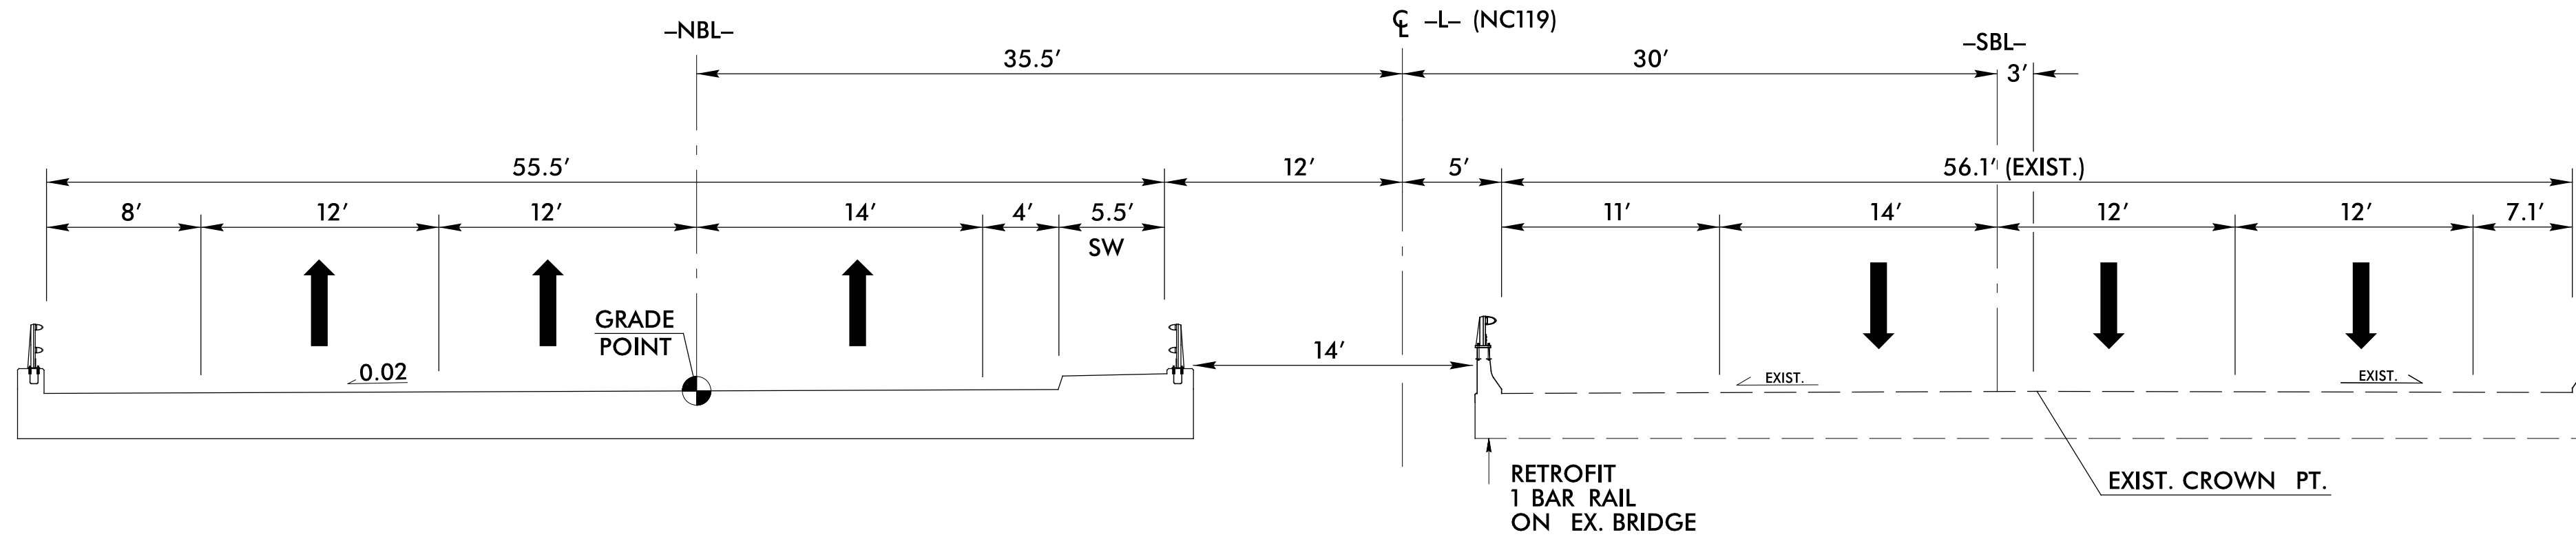 ℄ –L– (NC119)
–NBL–
–SBL–
35.5′
30′
3′
55.5′
12′
5′
56.1′ (EXIST.)
8′
12′
12′
14′
4′
5.5′
SW
11′
14′
12′
12′
7.1′
GRADE
POINT
0.02
14′
EXIST.
EXIST.
RETROFIT
1 BAR RAIL
ON EX. BRIDGE
EXIST. CROWN PT.